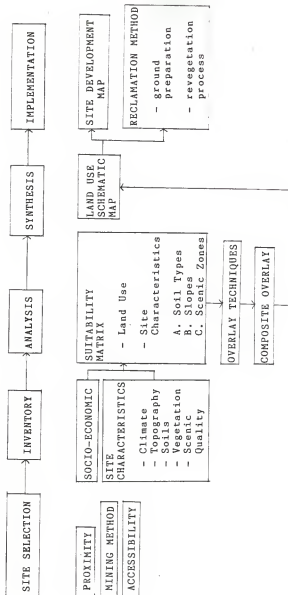 SITE SELECTION
INVENTORY
ANALYSIS
SYNTHESIS
IMPLEMENTATION
PROXIMITY
MINING METHOD
ACCESSIBILITY
SOCIO-ECONOMIC
SITE
CHARACTERISTICS
- Climate
- Topography
- Soils
- Vegetation
- Scenic
Quality
SUITABILITY
MATRIX
- Land Use
- Site
Characteristics
A. Soil Types
B. Slopes
C. Scenic Zones
OVERLAY TECHNIQUES
COMPOSITE OVERLAY
LAND USE
SCHEMATIC
MAP
SITE DEVELOPMENT
MAP
RECLAMATION METHOD
- ground
preparation
- revegetation
process